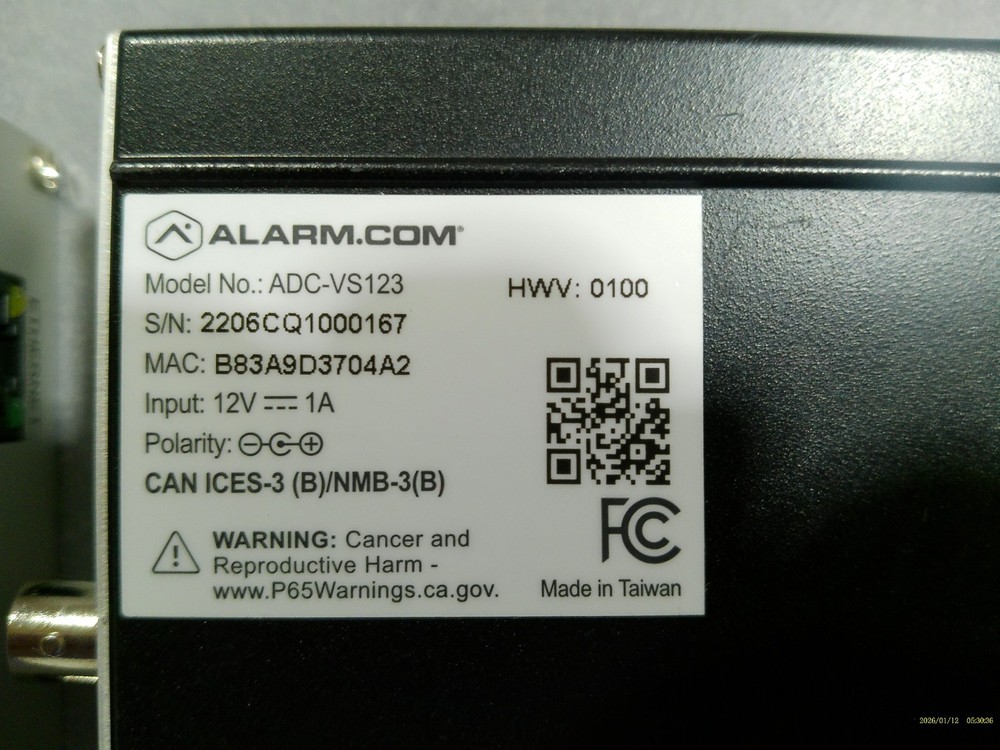 ALARM.COM®
Model No.: ADC-VS123
HWV: 0100
S/N: 2206CQ1000167
MAC: B83A9D3704A2
Input: 12V 1A
Polarity:
CAN ICES-3 (B)/NMB-3(B)
FC
WARNING: Cancer and
Reproductive Harm -
www.P65Warnings.ca.gov.
Made in Taiwan
ETHERNET
2026/01/12 05:30:36